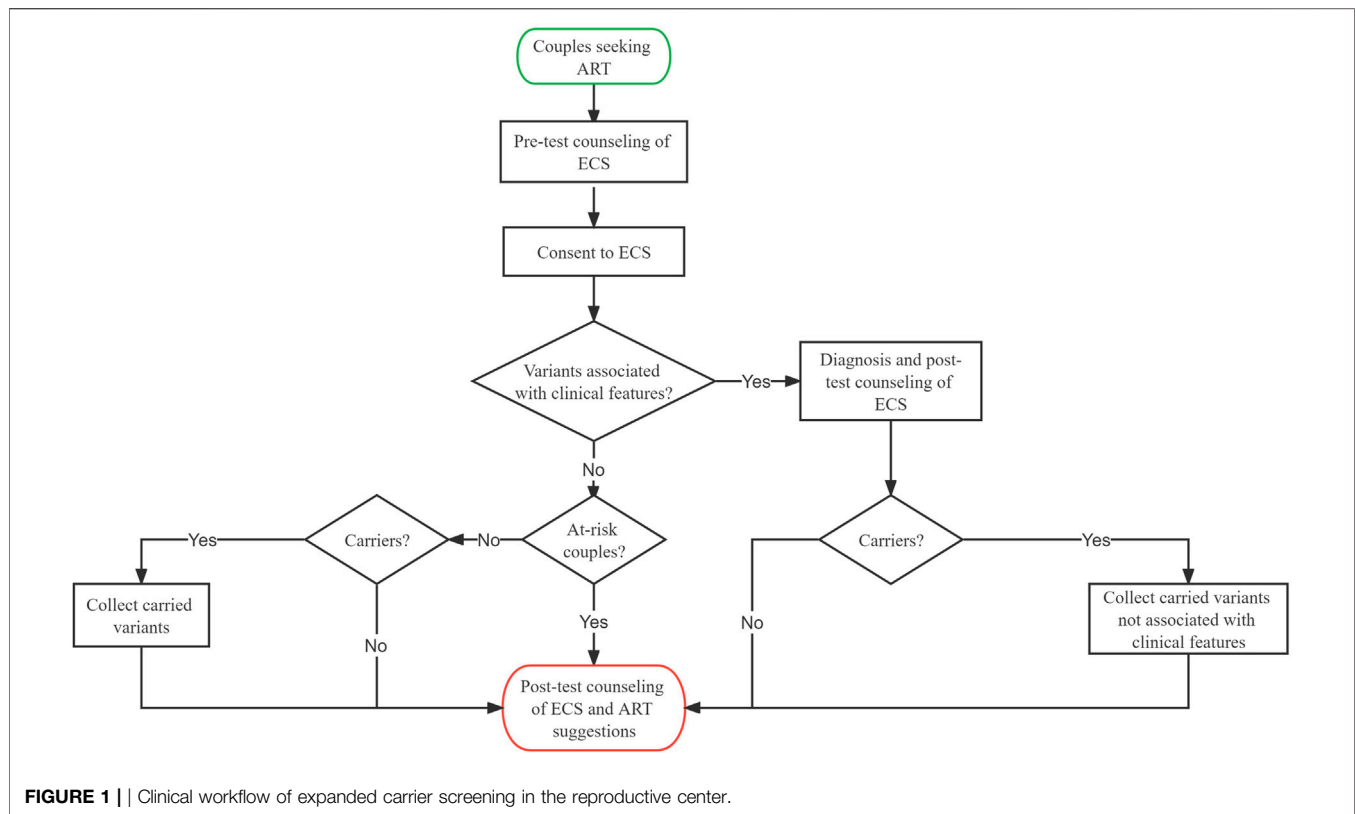 Couples seeking
ART
Pre-test counseling of
ECS
Consent to ECS
Variants associated
with clinical features?
Yes
Diagnosis and post-
test counseling of
ECS
No
At-risk
couples?
No
Carriers?
Yes
Collect carried
variants
No
Yes
Carriers?
Yes
Collect carried variants
not associated with
clinical features
No
Post-test counseling
of ECS and ART
suggestions
FIGURE 1 | | Clinical workflow of expanded carrier screening in the reproductive center.